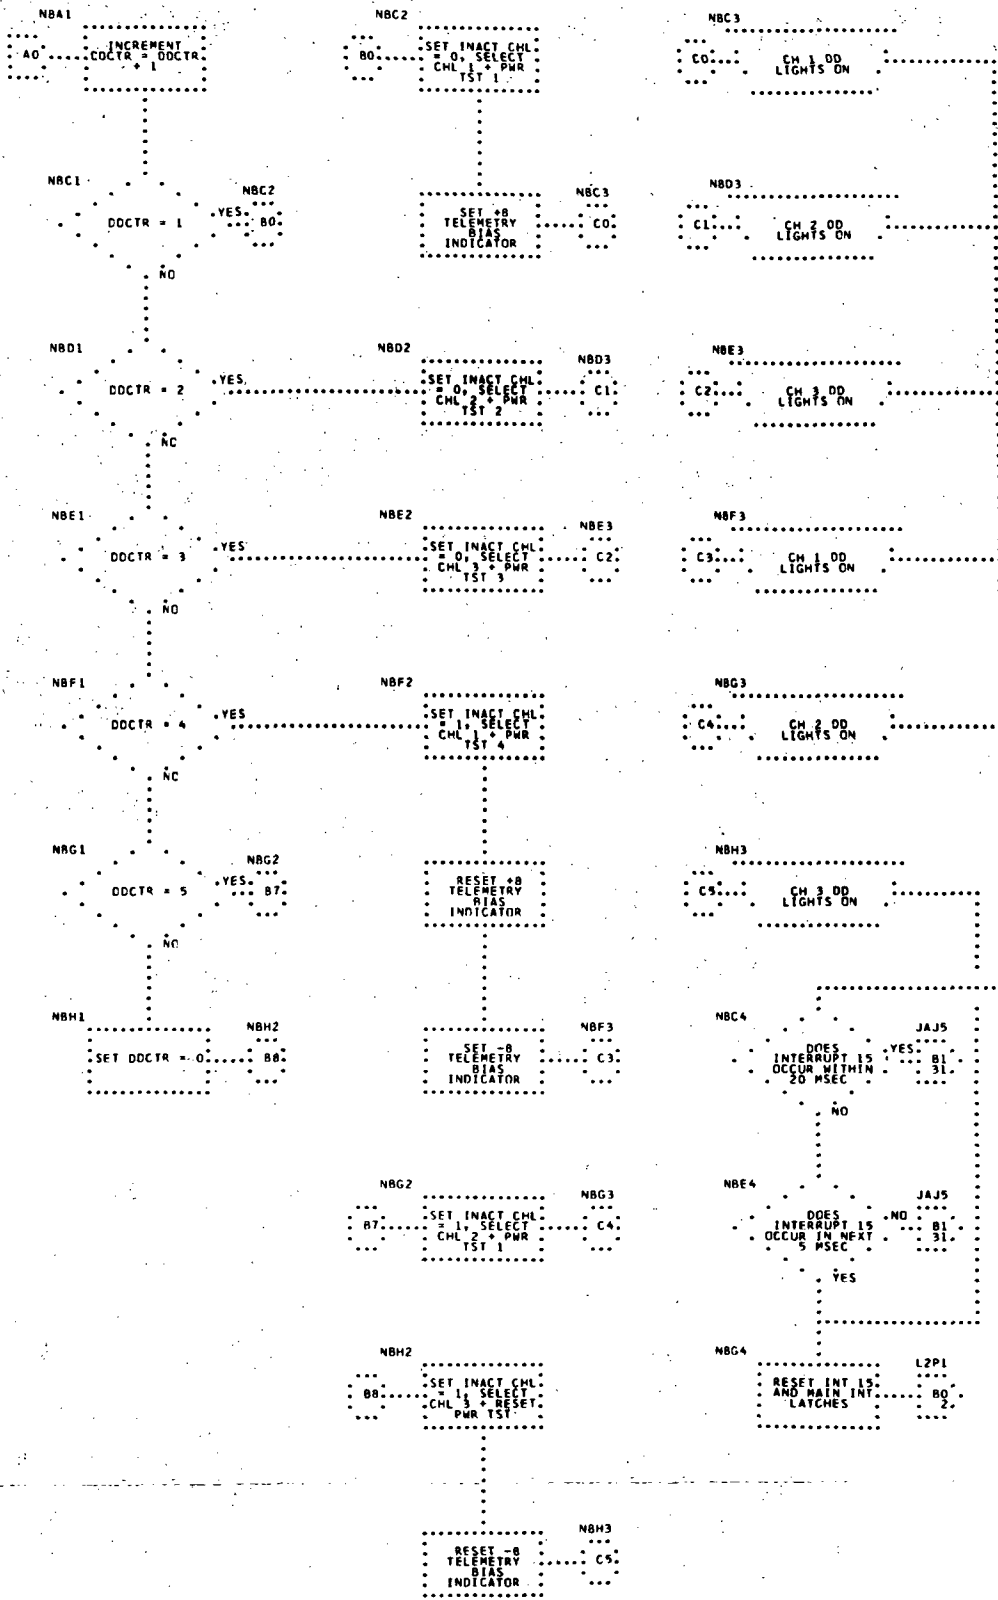 NBA1
A0
INCREMENT
DDCTR = DDCTR
+ 1
NBC1
DDCTR = 1
YES
NBC2
B0
NO
NBD1
DDCTR = 2
YES
NO
NBE1
DDCTR = 3
YES
NO
NBF1
DDCTR = 4
YES
NO
NBG1
DDCTR = 5
YES
NBG2
B7
NO
NBH1
SET DDCTR = 0
NBH2
B8
NBC2
B0
SET INACT CHL
= 0, SELECT
CHL 1 + PWR
TST 1
SET +8
TELEMETRY
BIAS
INDICATOR
NBC3
C0
NBD2
SET INACT CHL
= 0, SELECT
CHL 2 + PWR
TST 2
NBD3
C1
NBE2
SET INACT CHL
= 0, SELECT
CHL 3 + PWR
TST 3
NBE3
C2
NBF2
SET INACT CHL
= 1, SELECT
CHL 1 + PWR
TST 4
RESET +8
TELEMETRY
BIAS
INDICATOR
SET -8
TELEMETRY
BIAS
INDICATOR
NBF3
C3
NBG2
B7
SET INACT CHL
= 1, SELECT
CHL 2 + PWR
TST 1
NBG3
C4
NBH2
B8
SET INACT CHL
= 1, SELECT
CHL 3 + RESET
PWR TST
RESET -8
TELEMETRY
BIAS
INDICATOR
NBH3
C5
NBC3
C0
CH 1 DD
LIGHTS ON
NBD3
C1
CH 2 DD
LIGHTS ON
NBE3
C2
CH 3 DD
LIGHTS ON
NBF3
C3
CH 1 DD
LIGHTS ON
NBG3
C4
CH 2 DD
LIGHTS ON
NBH3
C5
CH 3 DD
LIGHTS ON
NBC4
DOES
INTERRUPT 15
OCCUR WITHIN
20 MSEC
YES
JAJ5
B1
31
NO
NBE4
DOES
INTERRUPT 15
OCCUR IN NEXT
5 MSEC
NO
JAJ5
B1
31
YES
NBG4
RESET INT 15
AND MAIN INT
LATCHES
L2P1
B0
2